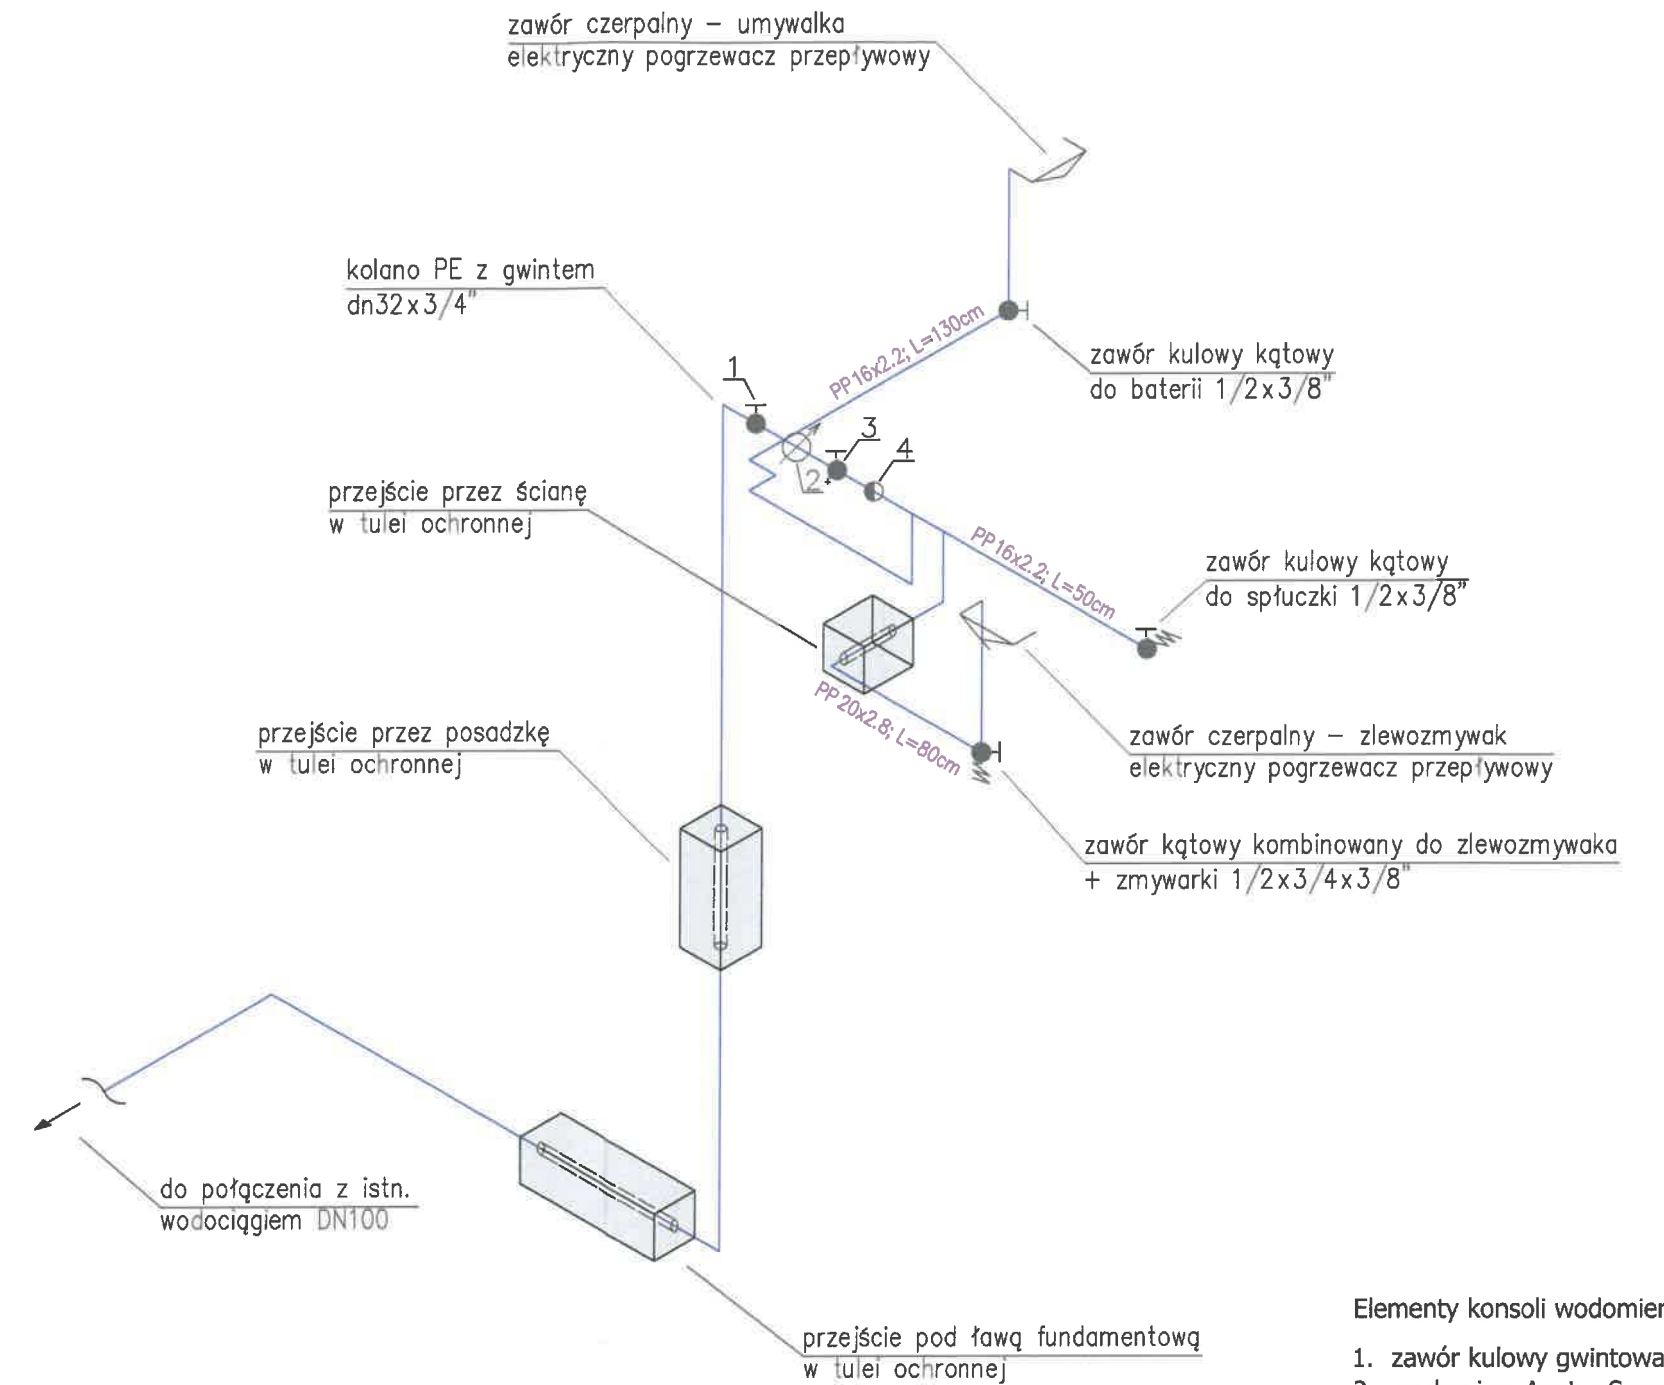 zawór czerpalny – umywalka
elektryczny pogrzewacz przepływowy
kolano PE z gwintem
dn32x3/4"
PP16x2.2; L=130cm
zawór kulowy kątowy
do baterii 1/2x3/8"
1
2
3
4
przejście przez ścianę
w tulei ochronnej
PP16x2.2; L=50cm
zawór kulowy kątowy
do spłuczki 1/2x3/8"
PP20x2.8; L=80cm
przejście przez posadzkę
w tulei ochronnej
zawór czerpalny – zlewozmywak
elektryczny pogrzewacz przepływowy
zawór kątowy kombinowany do zlewozmywaka
+ zmywarki 1/2x3/4x3/8"
do połączenia z istn.
wodociągiem DN100
przejście pod ławą fundamentową
w tulei ochronnej
Elementy konsoli wodomier
1. zawór kulowy gwintowa